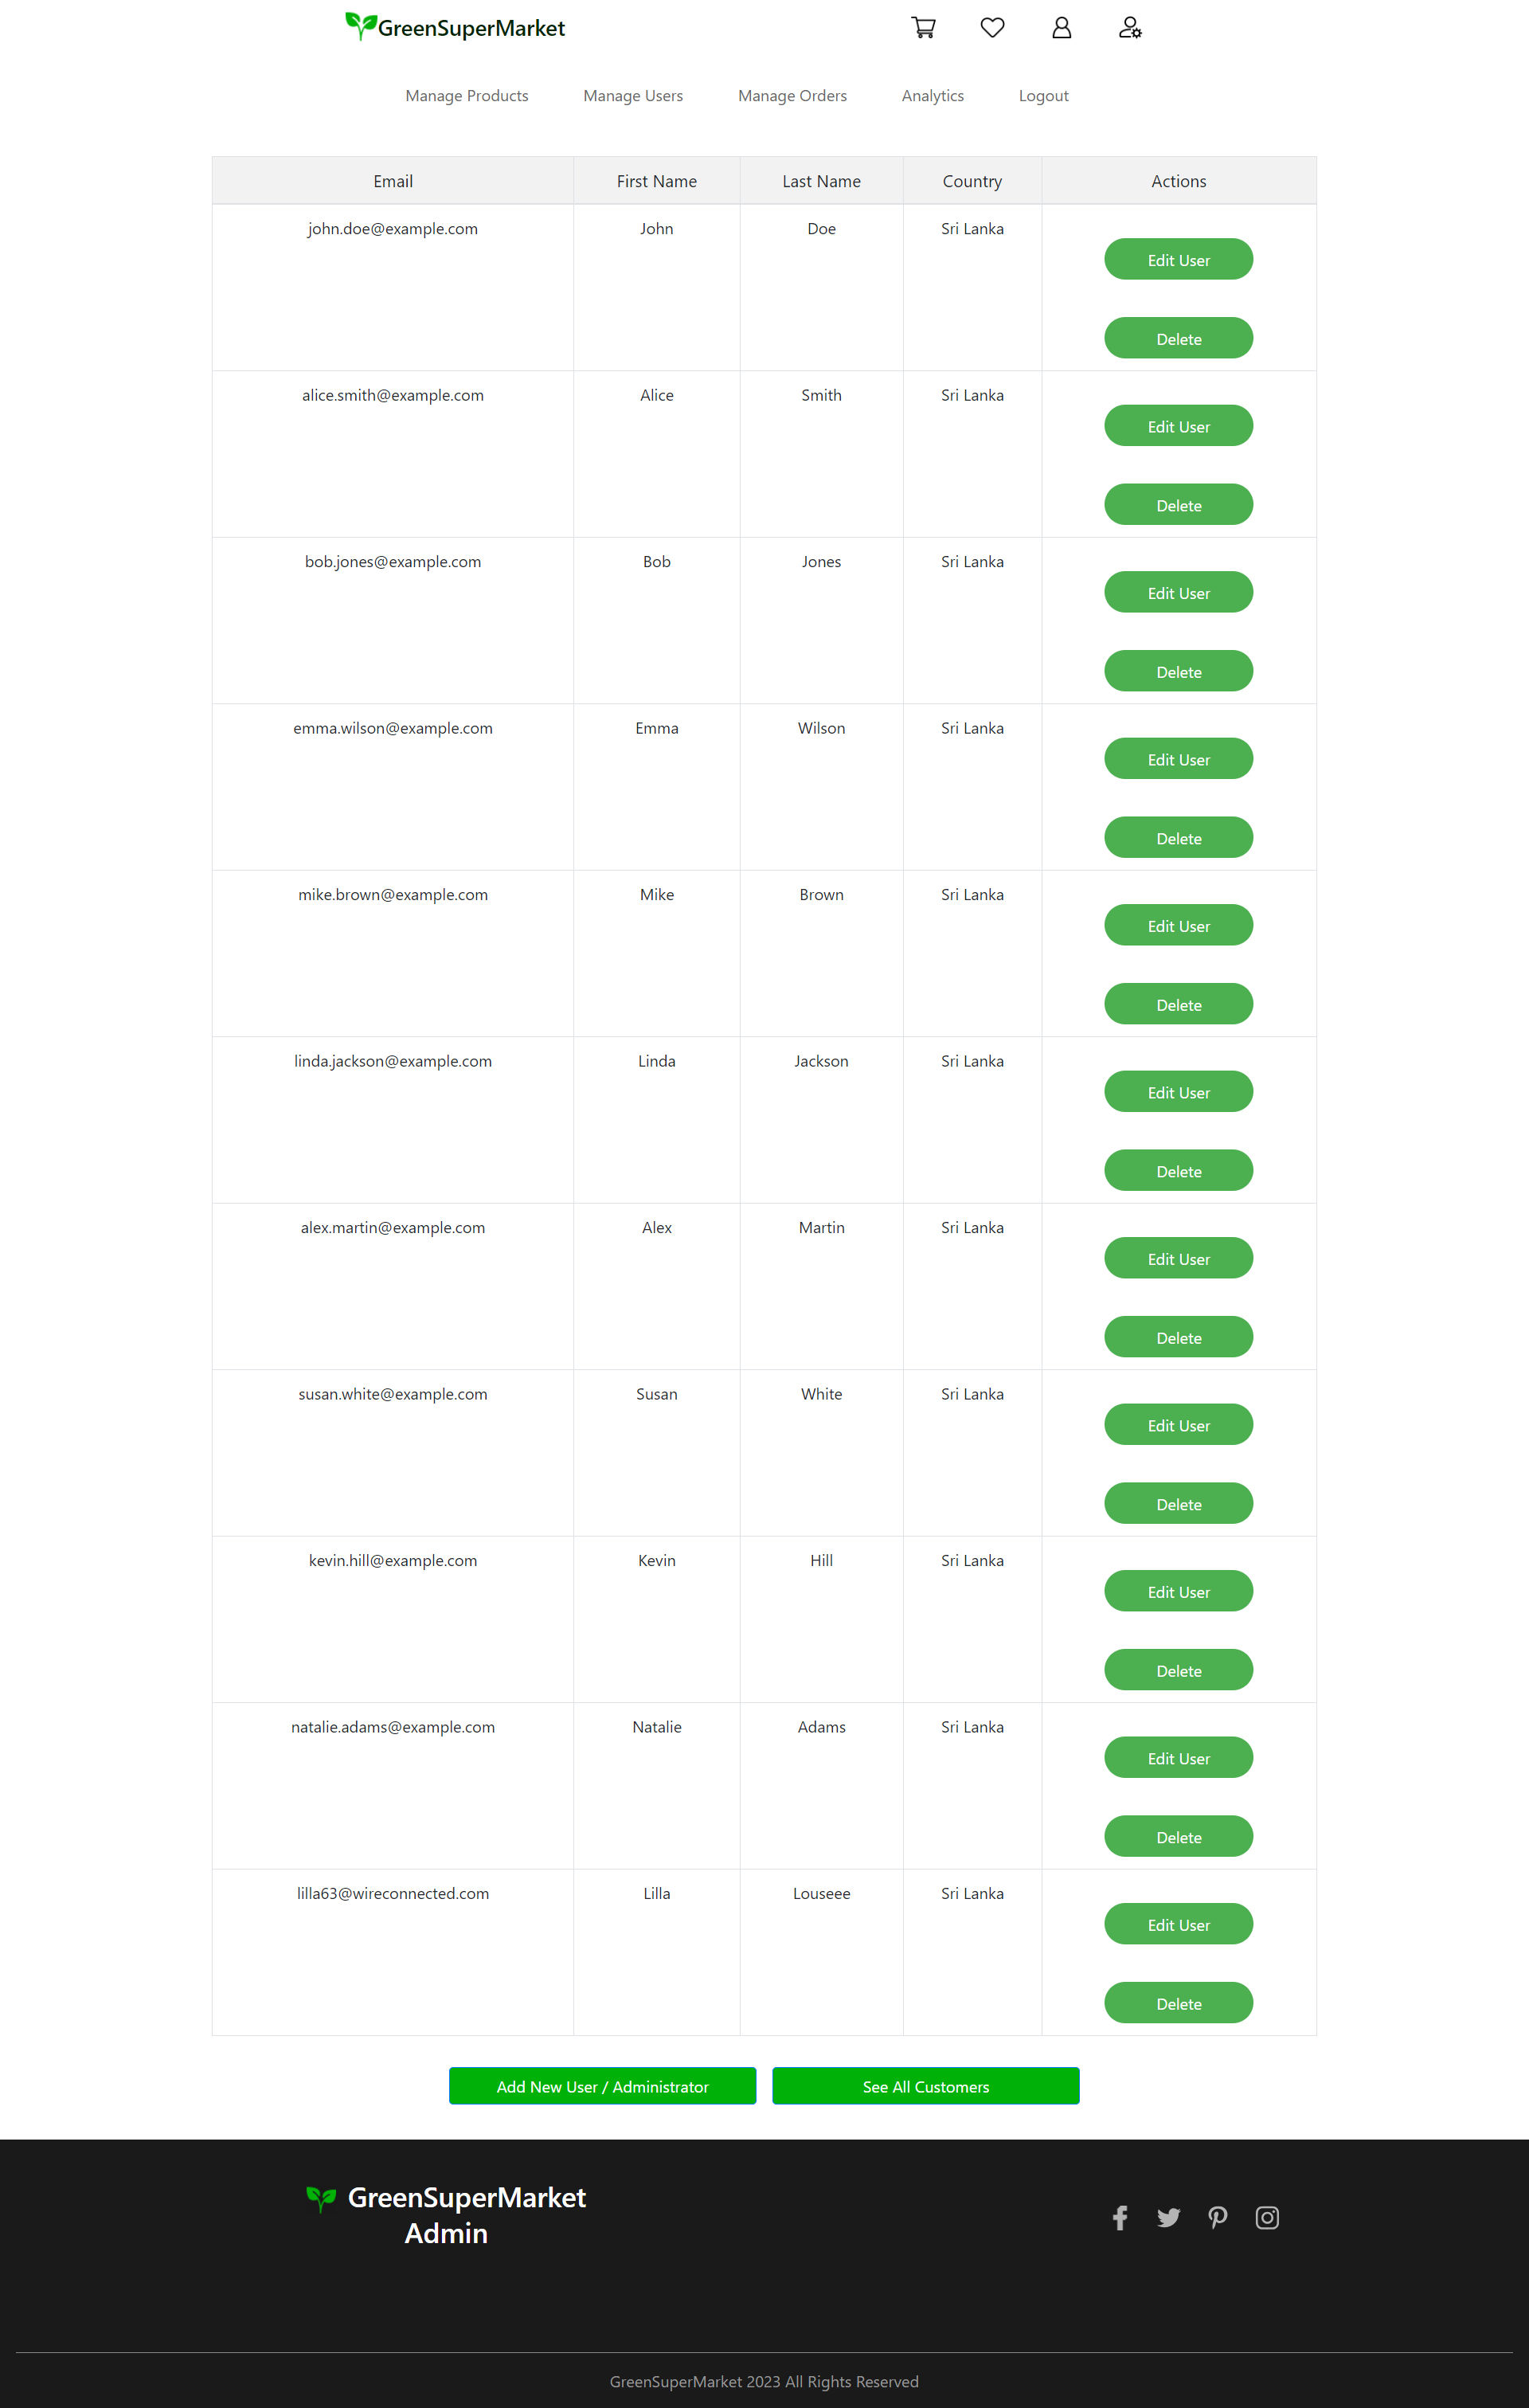 GreenSuperMarket
Manage Products Manage Users Manage Orders Analytics Logout
Email First Name Last Name Country Actions
john.doe@example.com John Doe Sri Lanka
Edit User
Delete
alice.smith@example.com Alice Smith Sri Lanka
Edit User
Delete
bob.jones@example.com Bob Jones Sri Lanka
Edit User
Delete
emma.wilson@example.com Emma Wilson Sri Lanka
Edit User
Delete
mike.brown@example.com Mike Brown Sri Lanka
Edit User
Delete
linda.jackson@example.com Linda Jackson Sri Lanka
Edit User
Delete
alex.martin@example.com Alex Martin Sri Lanka
Edit User
Delete
susan.white@example.com Susan White Sri Lanka
Edit User
Delete
kevin.hill@example.com Kevin Hill Sri Lanka
Edit User
Delete
natalie.adams@example.com Natalie Adams Sri Lanka
Edit User
Delete
lilla63@wireconnected.com Lilla Louseee Sri Lanka
Edit User
Delete
Add New User / Administrator See All Customers
GreenSuperMarket
Admin
GreenSuperMarket 2023 All Rights Reserved